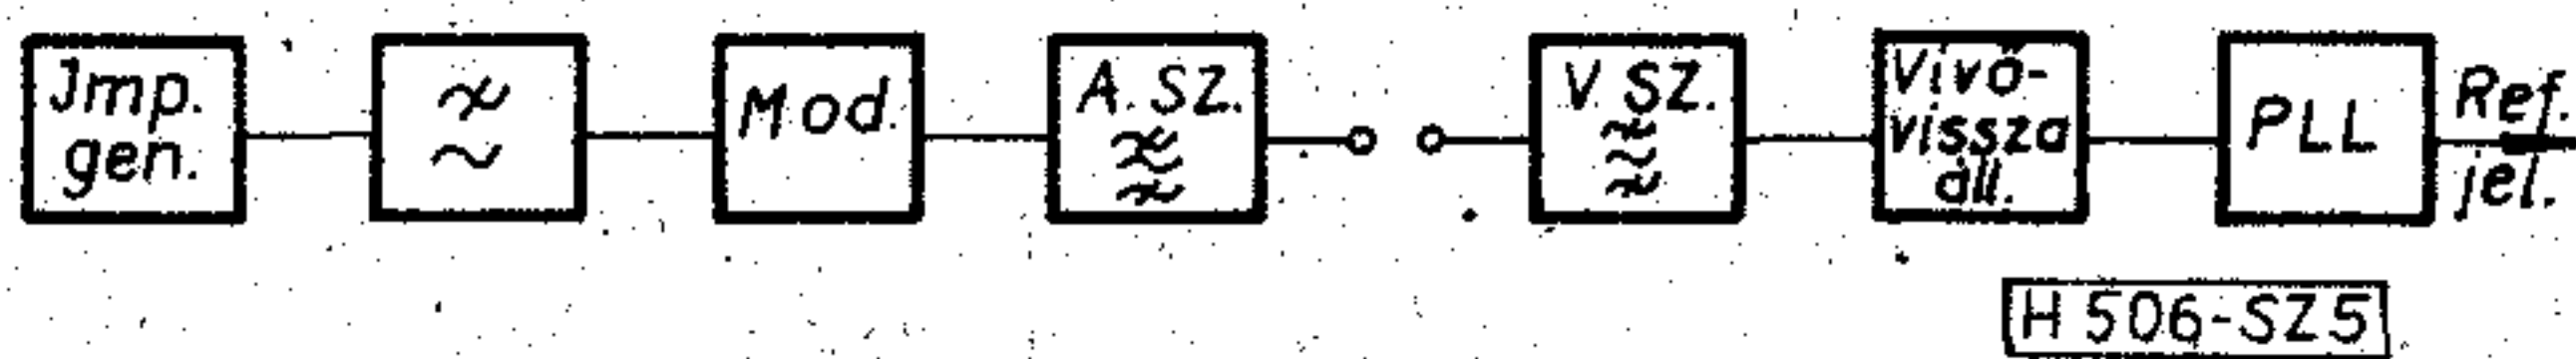 Jmp.
gen.
Mod.
A. SZ.
V SZ.
Vivő-
vissza
áll.
PLL
Ref.
jel.
H 506-SZ5